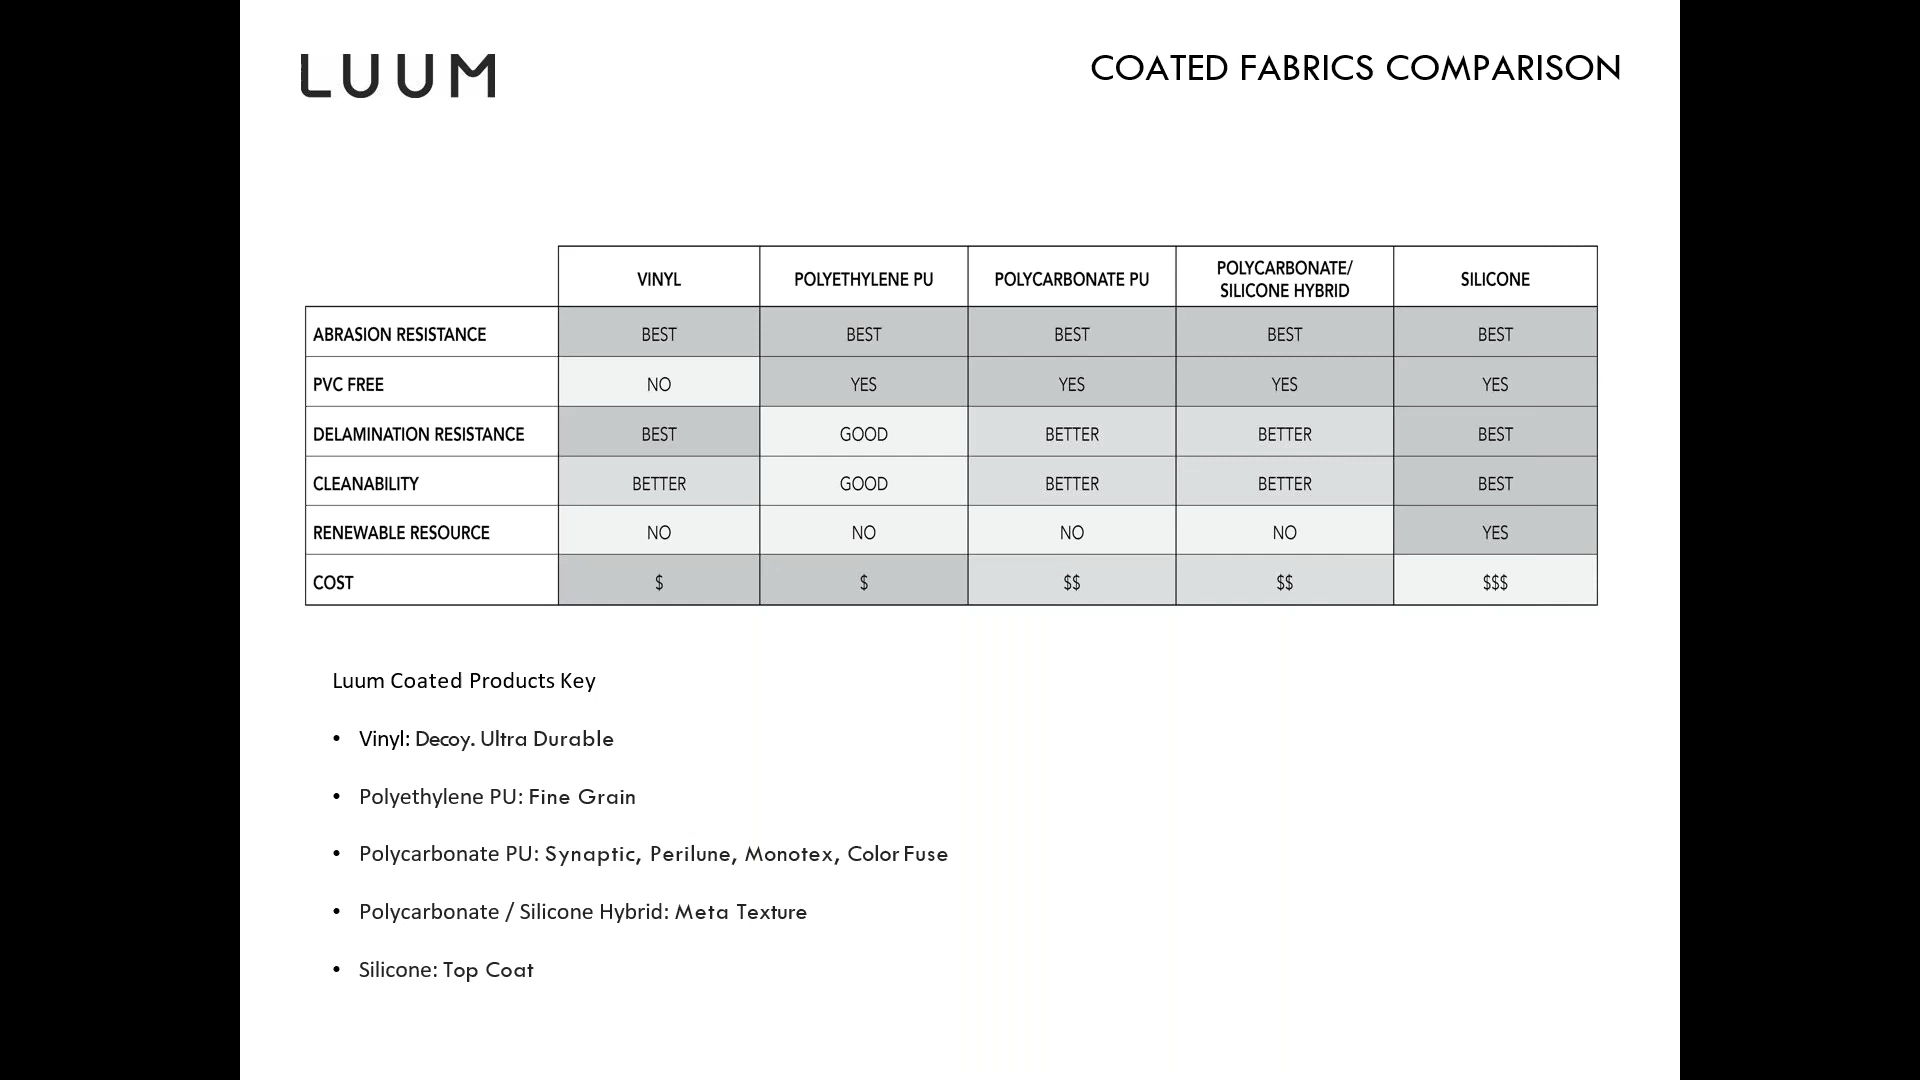 LUUM
COATED FABRICS COMPARISON
VINYL POLYETHYLENE PU POLYCARBONATE PU POLYCARBONATE/ SILICONE HYBRID SILICONE
ABRASION RESISTANCE BEST BEST BEST BEST BEST
PVC FREE NO YES YES YES YES
DELAMINATION RESISTANCE BEST GOOD BETTER BETTER BEST
CLEANABILITY BETTER GOOD BETTER BETTER BEST
RENEWABLE RESOURCE NO NO NO NO YES
COST $ $ $$ $$ $$$
Luum Coated Products Key
• Vinyl: Decoy. Ultra Durable
• Polyethylene PU: Fine Grain
• Polycarbonate PU: Synaptic, Perilune, Monotex, Color Fuse
• Polycarbonate / Silicone Hybrid: Meta Texture
• Silicone: Top Coat